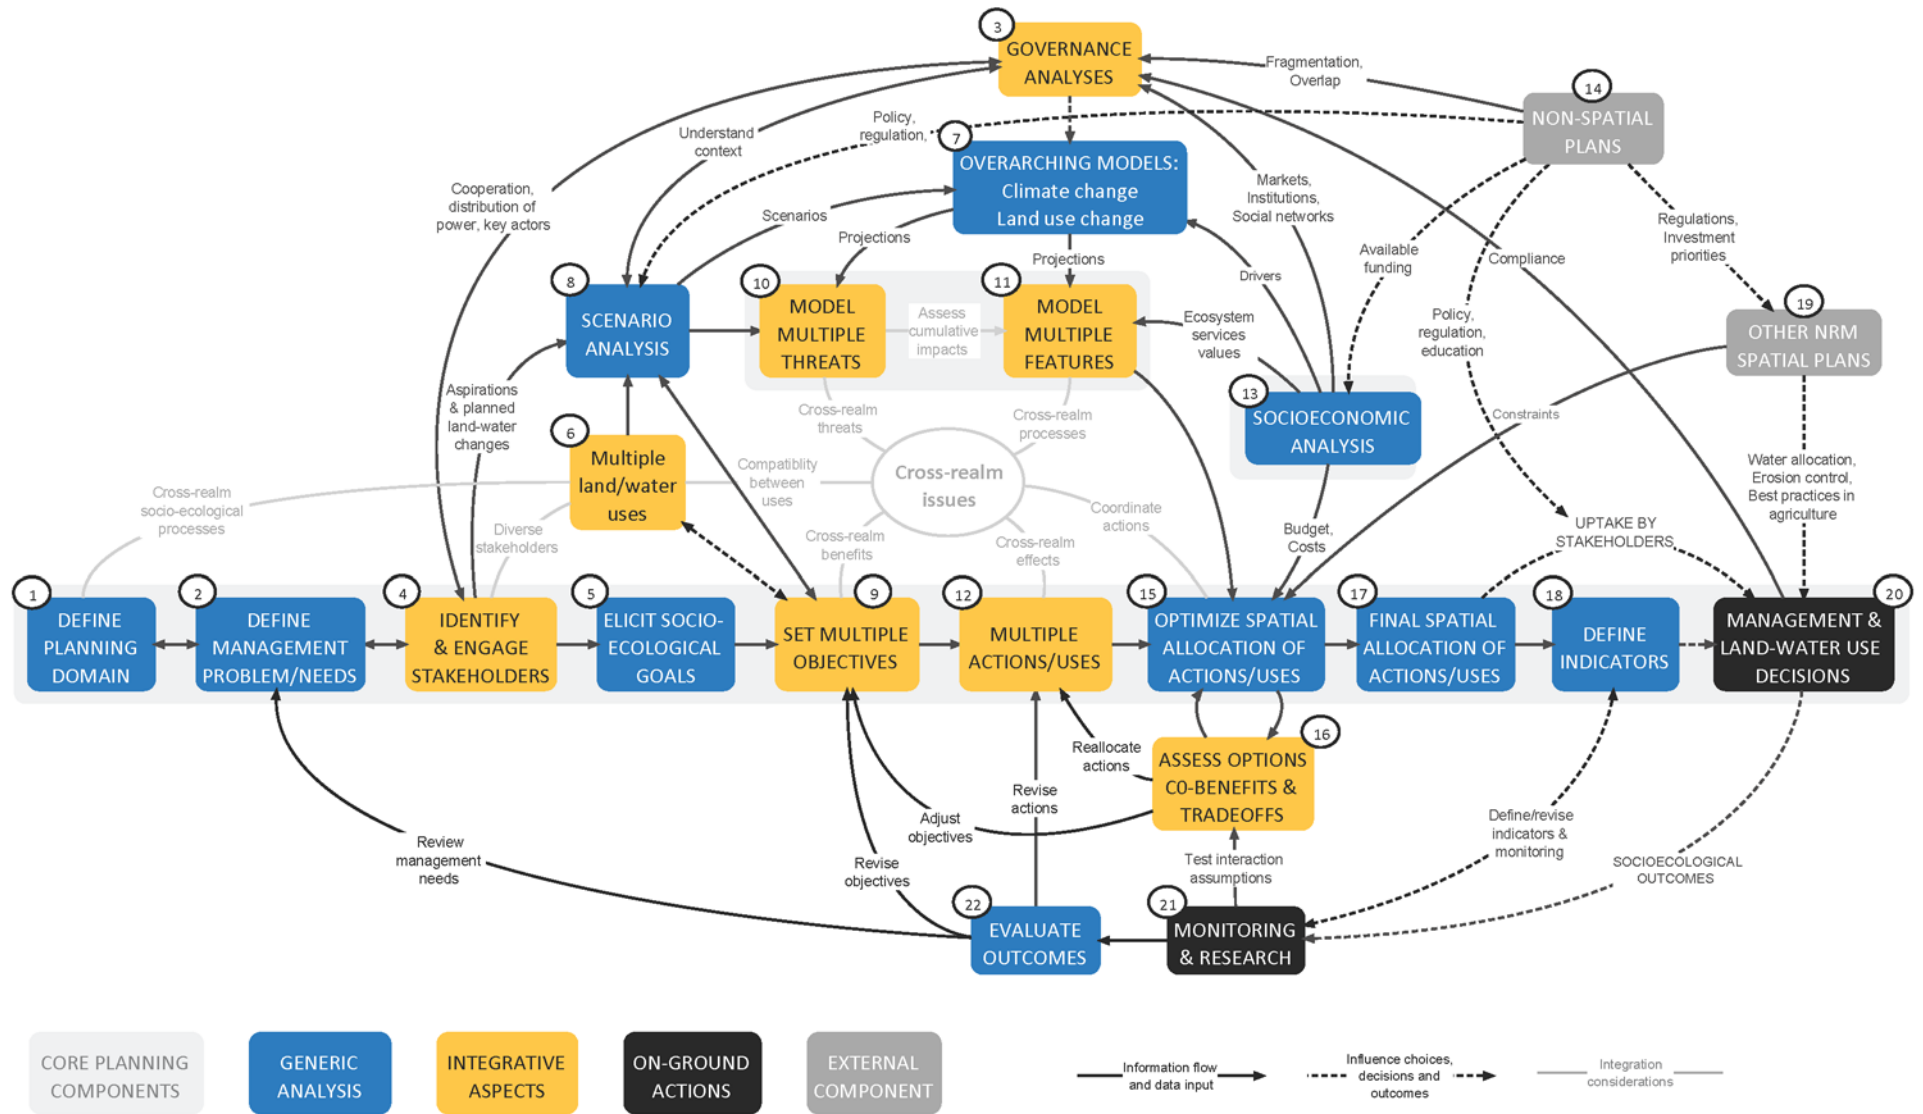 3
GOVERNANCE
ANALYSES
Fragmentation,
Overlap
14
NON-SPATIAL
PLANS
Policy,
regulation,
Understand
context
7
OVERARCHING MODELS:
Climate change
Land use change
Cooperation,
distribution of
power, key actors
Scenarios
Projections
Projections
Markets,
Institutions,
Social networks
Regulations,
Investment
priorities
Available
funding
Compliance
Drivers
8
SCENARIO
ANALYSIS
10
MODEL
MULTIPLE
THREATS
Assess
cumulative
impacts
11
MODEL
MULTIPLE
FEATURES
Ecosystem
services
values
Policy,
regulation,
education
19
OTHER NRM
SPATIAL PLANS
Aspirations
& planned
land-water
changes
13
SOCIOECONOMIC
ANALYSIS
Constraints
Cross-realm
threats
Cross-realm
processes
6
Multiple
land/water
uses
Compatiblity
between
uses
Cross-realm
issues
Cross-realm
socio-ecological
processes
Diverse
stakeholders
Cross-realm
benefits
Cross-realm
effects
Coordinate
actions
Budget,
Costs
UPTAKE BY
STAKEHOLDERS
Water allocation,
Erosion control,
Best practices in
agriculture
1
DEFINE
PLANNING
DOMAIN
2
DEFINE
MANAGEMENT
PROBLEM/NEEDS
4
IDENTIFY
& ENGAGE
STAKEHOLDERS
5
ELICIT SOCIO-
ECOLOGICAL
GOALS
9
SET MULTIPLE
OBJECTIVES
12
MULTIPLE
ACTIONS/USES
15
OPTIMIZE SPATIAL
ALLOCATION OF
ACTIONS/USES
17
FINAL SPATIAL
ALLOCATION OF
ACTIONS/USES
18
DEFINE
INDICATORS
20
MANAGEMENT &
LAND-WATER USE
DECISIONS
16
ASSESS OPTIONS
C0-BENEFITS &
TRADEOFFS
Reallocate
actions
Revise
actions
Adjust
objectives
Revise
objectives
Review
management
needs
Test interaction
assumptions
Define/revise
indicators &
monitoring
SOCIOECOLOGICAL
OUTCOMES
22
EVALUATE
OUTCOMES
21
MONITORING
& RESEARCH
CORE PLANNING
COMPONENTS
GENERIC
ANALYSIS
INTEGRATIVE
ASPECTS
ON-GROUND
ACTIONS
EXTERNAL
COMPONENT
Information flow
and data input
Influence choices,
decisions and
outcomes
Integration
considerations